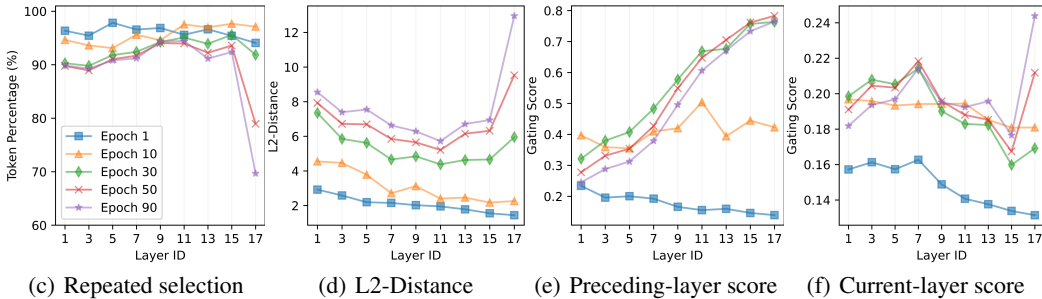 Token Percentage (%)
100
90
80
70
60
Epoch 1
Epoch 10
Epoch 30
Epoch 50
Epoch 90
1 3 5 7 9 11 13 15 17
Layer ID
(c) Repeated selection
L2-Distance
12
10
8
6
4
2
1 3 5 7 9 11 13 15 17
Layer ID
(d) L2-Distance
Gating Score
0.8
0.7
0.6
0.5
0.4
0.3
0.2
1 3 5 7 9 11 13 15 17
Layer ID
(e) Preceding-layer score
Gating Score
0.24
0.22
0.20
0.18
0.16
0.14
1 3 5 7 9 11 13 15 17
Layer ID
(f) Current-layer score